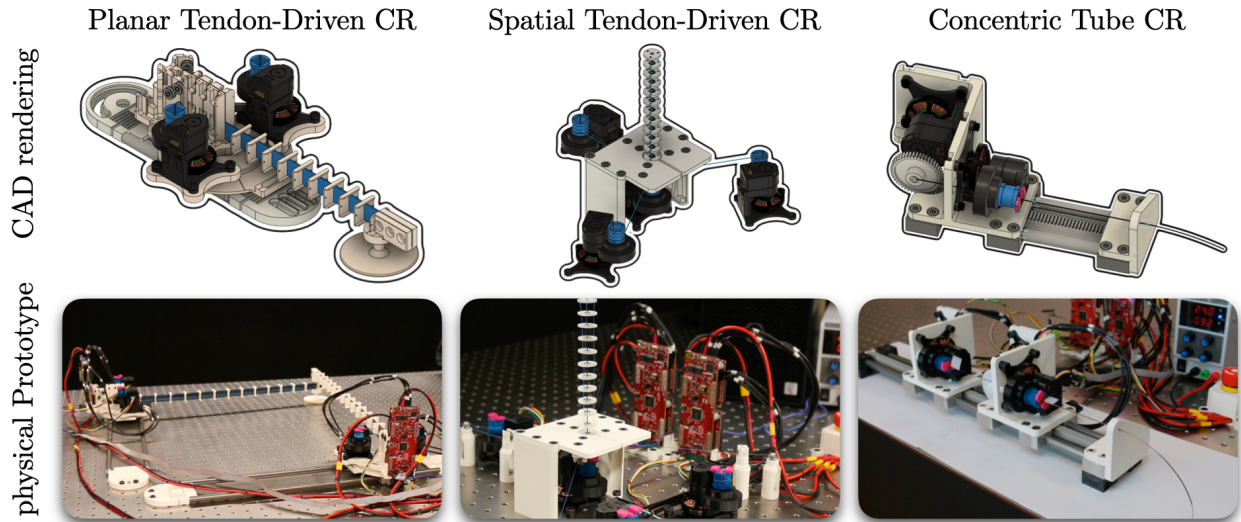 Planar Tendon-Driven CR
Spatial Tendon-Driven CR
Concentric Tube CR
CAD rendering
physical Prototype